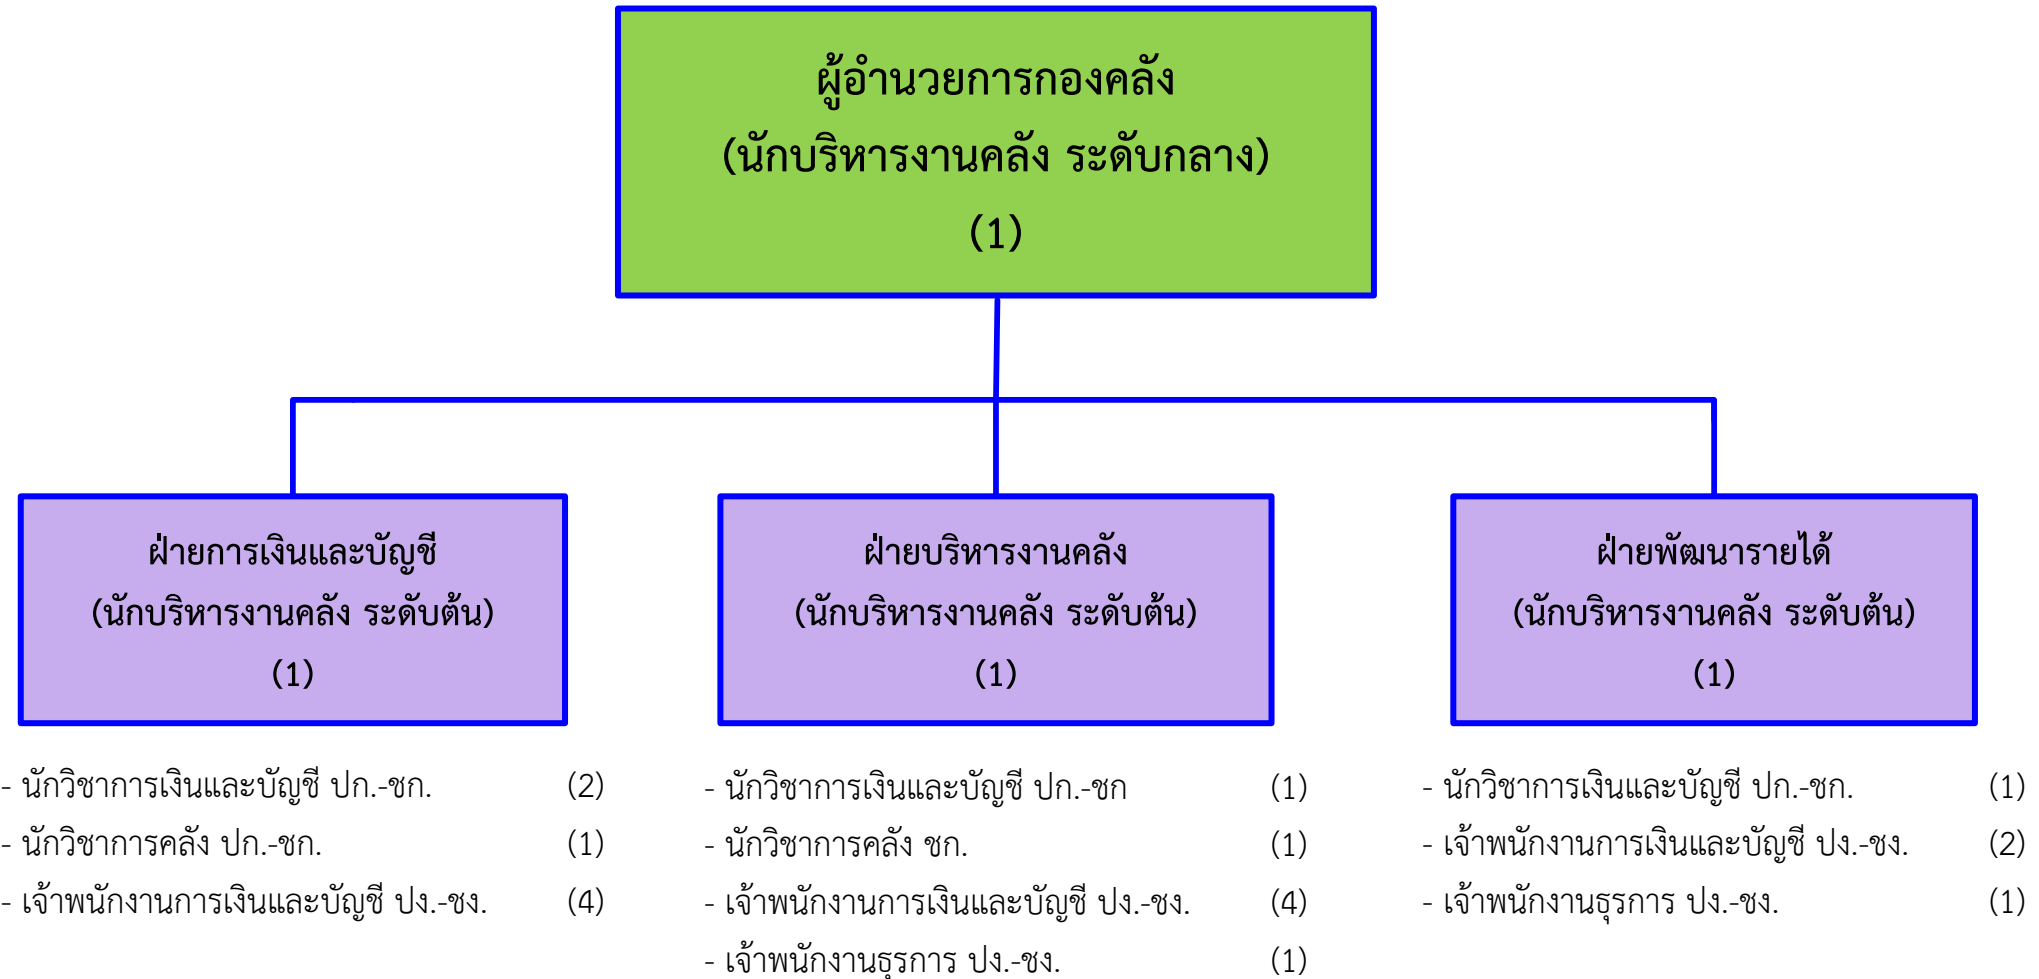 ผู้อำนวยการกองคลัง
(นักบริหารงานคลัง ระดับกลาง)
(1)
ฝ่ายการเงินและบัญชี
(นักบริหารงานคลัง ระดับต้น)
(1)
- นักวิชาการเงินและบัญชี ปก.-ชก. (2)
- นักวิชาการคลัง ปก.-ชก. (1)
- เจ้าพนักงานการเงินและบัญชี ปง.-ชง. (4)
ฝ่ายบริหารงานคลัง
(นักบริหารงานคลัง ระดับต้น)
(1)
- นักวิชาการเงินและบัญชี ปก.-ชก (1)
- นักวิชาการคลัง ชก. (1)
- เจ้าพนักงานการเงินและบัญชี ปง.-ชง. (4)
- เจ้าพนักงานธุรการ ปง.-ชง. (1)
ฝ่ายพัฒนารายได้
(นักบริหารงานคลัง ระดับต้น)
(1)
- นักวิชาการเงินและบัญชี ปก.-ชก. (1)
- เจ้าพนักงานการเงินและบัญชี ปง.-ชง. (2)
- เจ้าพนักงานธุรการ ปง.-ชง. (1)